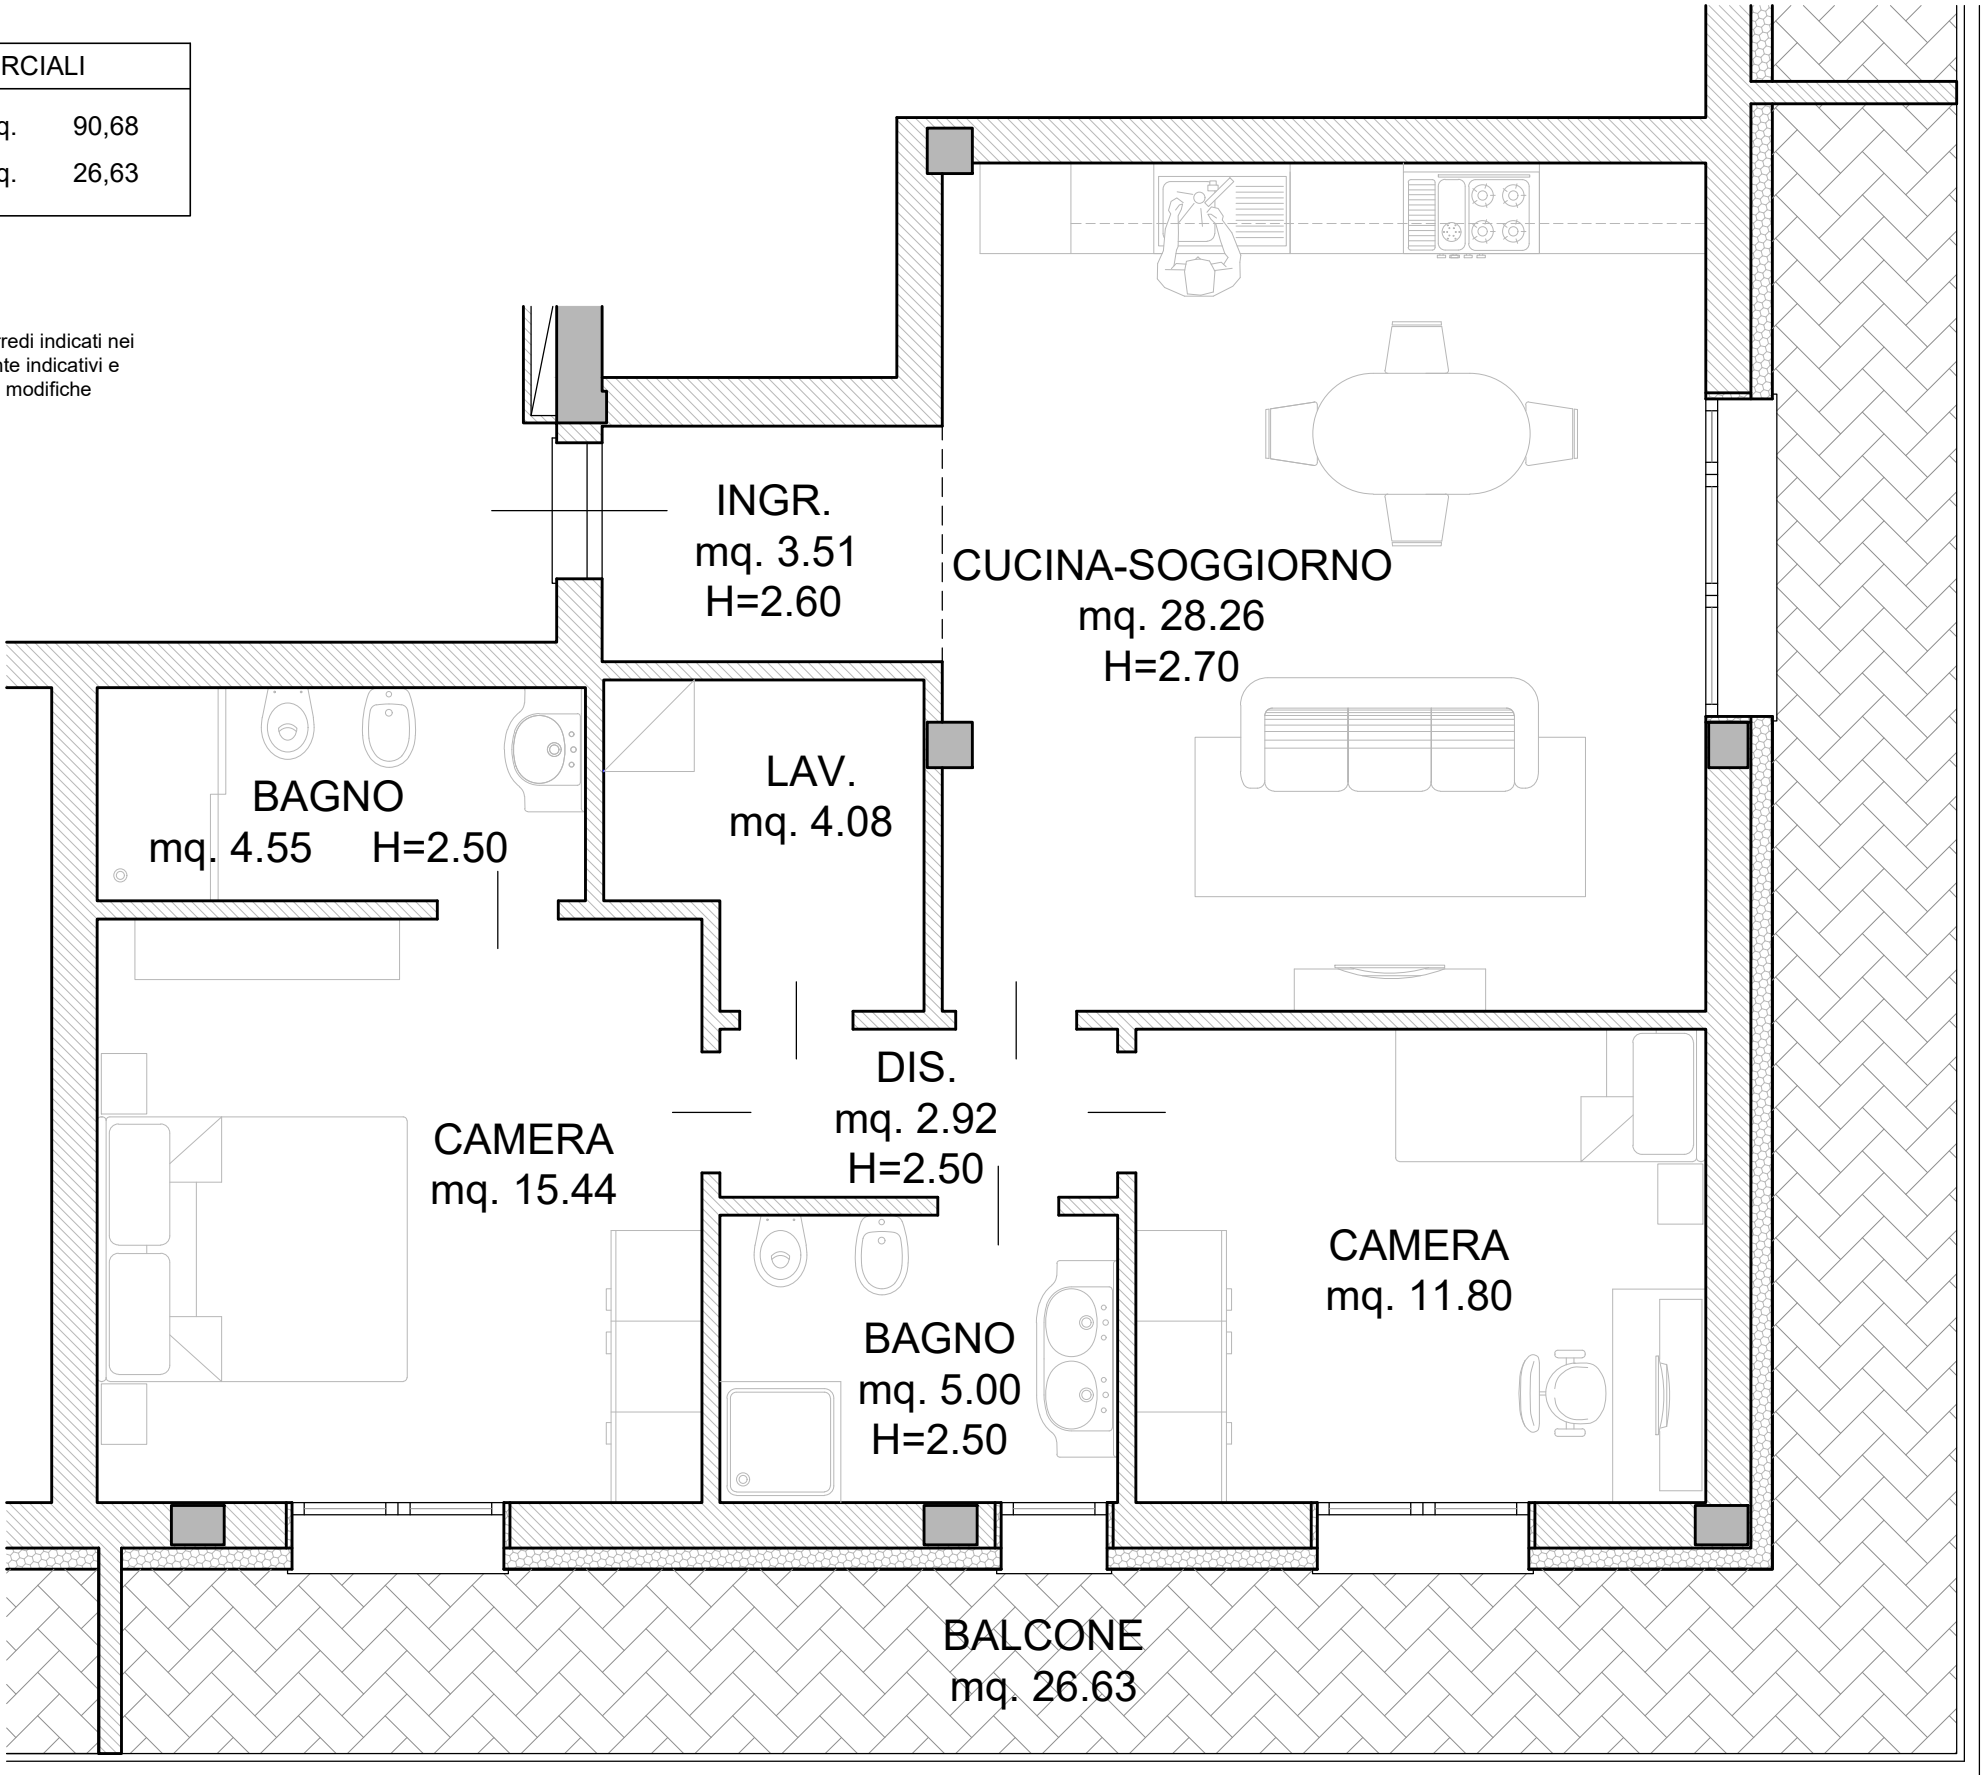 RCIALI
q. 90,68
q. 26,63
redi indicati nei
nte indicativi e
modifiche
INGR.
mq. 3.51
H=2.60
CUCINA-SOGGIORNO
mq. 28.26
H=2.70
BAGNO
mq. 4.55 H=2.50
LAV.
mq. 4.08
DIS.
mq. 2.92
H=2.50
CAMERA
mq. 15.44
CAMERA
mq. 11.80
BAGNO
mq. 5.00
H=2.50
BALCONE
mq. 26.63